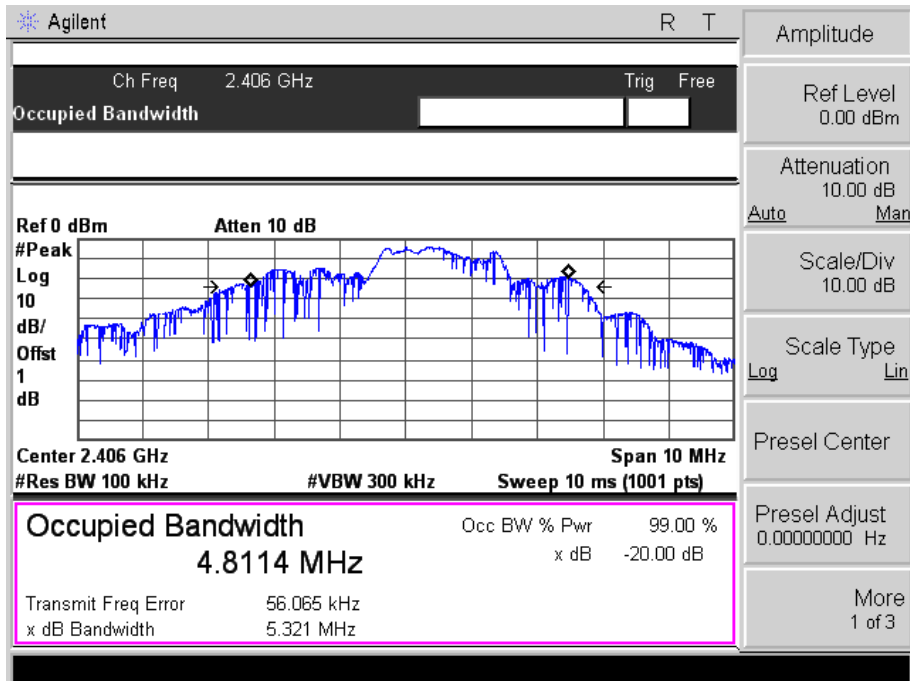 Agilent R T
Ch Freq 2.406 GHz Trig Free
Occupied Bandwidth
Ref 0 dBm Atten 10 dB
#Peak
Log
10
dB/
Offst
1
dB
Center 2.406 GHz Span 10 MHz
#Res BW 100 kHz #VBW 300 kHz Sweep 10 ms (1001 pts)
Occupied Bandwidth Occ BW % Pwr 99.00 %
4.8114 MHz x dB -20.00 dB
Transmit Freq Error 56.065 kHz
x dB Bandwidth 5.321 MHz
Amplitude
Ref Level
0.00 dBm
Attenuation
10.00 dB
Auto Man
Scale/Div
10.00 dB
Scale Type
Log Lin
Presel Center
Presel Adjust
0.00000000 Hz
More
1 of 3